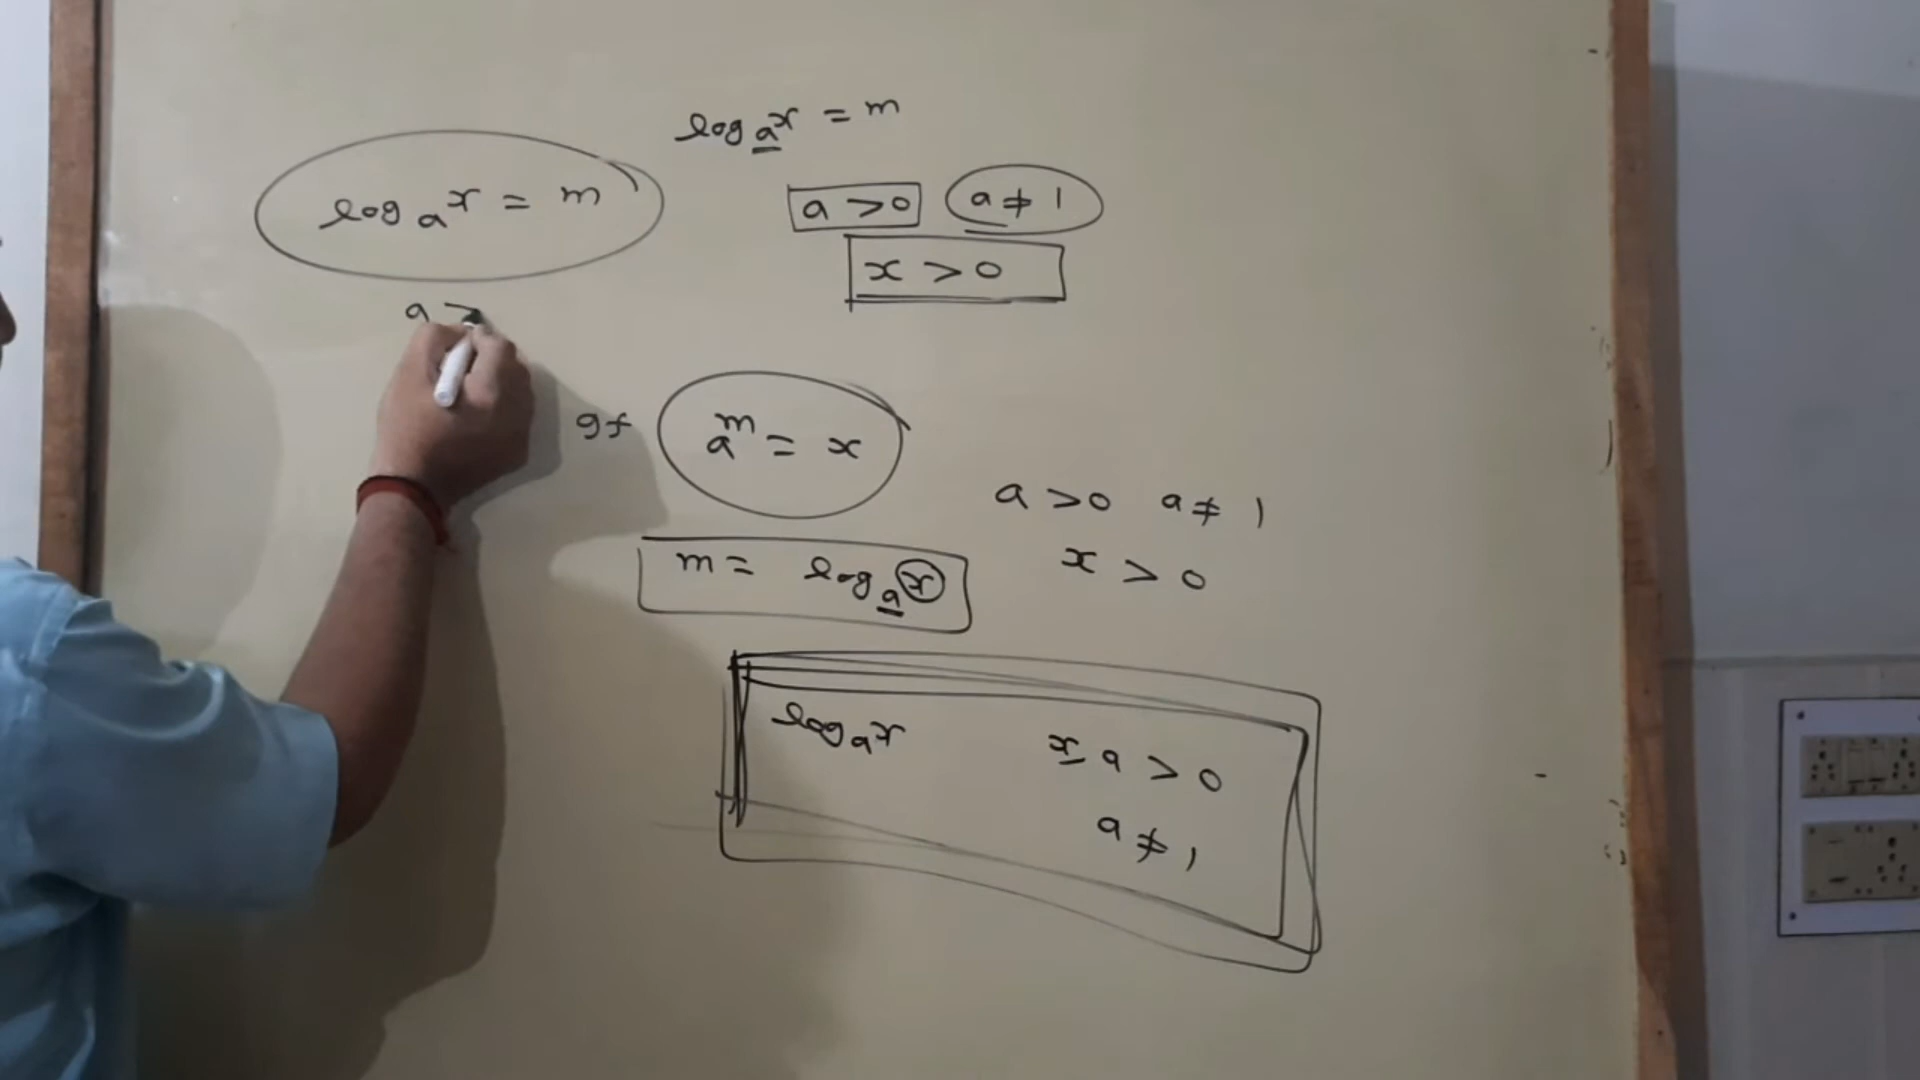 log_a x = m
log_a x = m
a > 0 a ≠ 1
x > 0
a >
If a^m = x
a > 0 a ≠ 1
x > 0
m = log_a x
log_a x x, a > 0
a ≠ 1